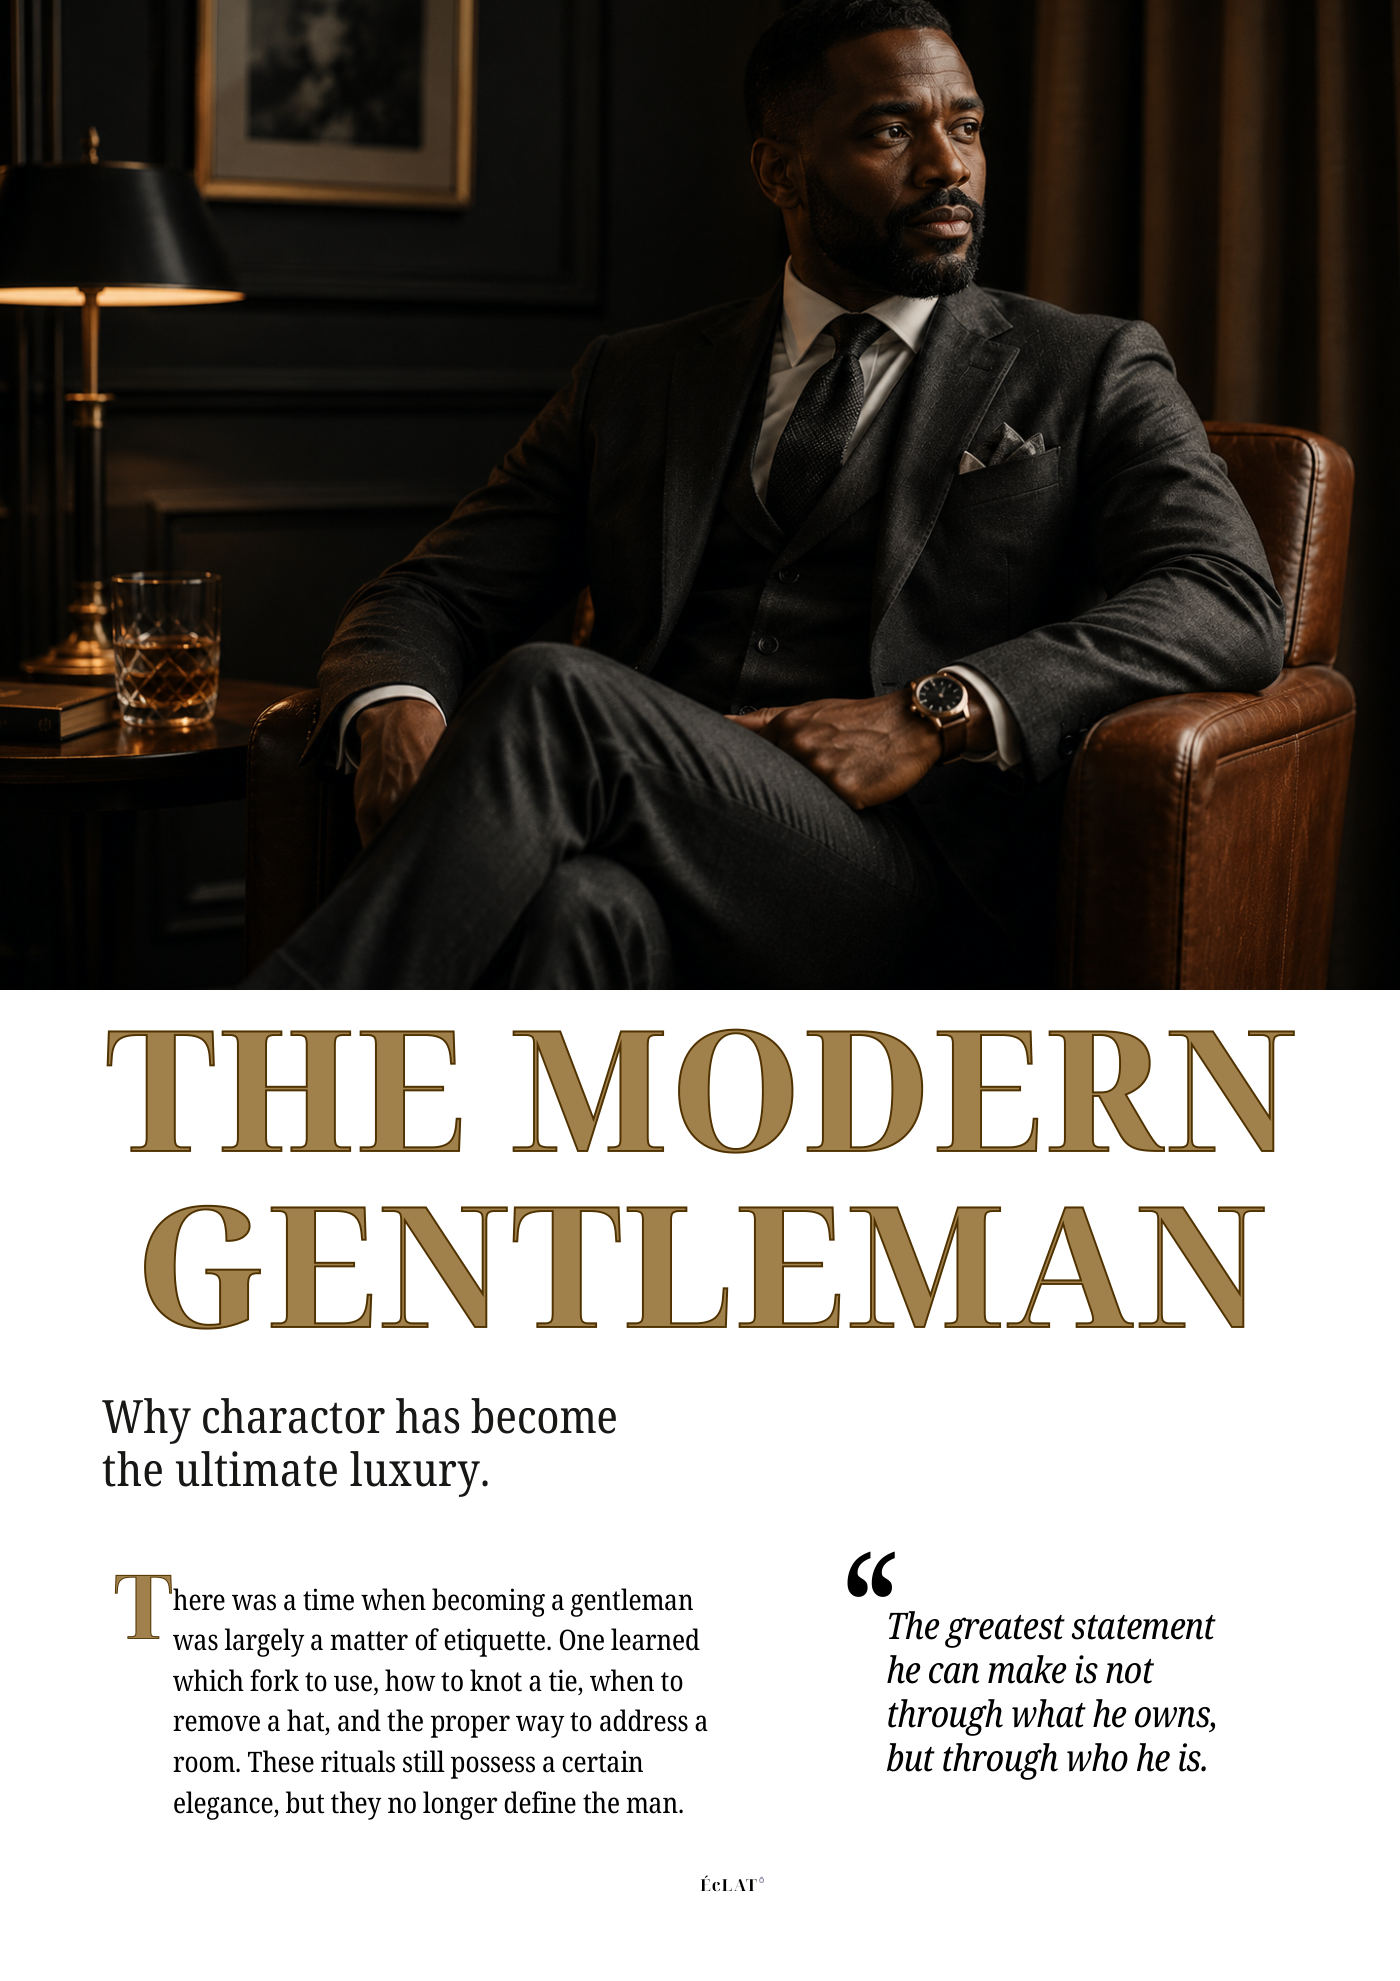 THE MODERN
GENTLEMAN
Why charactor has become
the ultimate luxury.
There was a time when becoming a gentleman
was largely a matter of etiquette. One learned
which fork to use, how to knot a tie, when to
remove a hat, and the proper way to address a
room. These rituals still possess a certain
elegance, but they no longer define the man.
“
The greatest statement
he can make is not
through what he owns,
but through who he is.
ÉcLAT